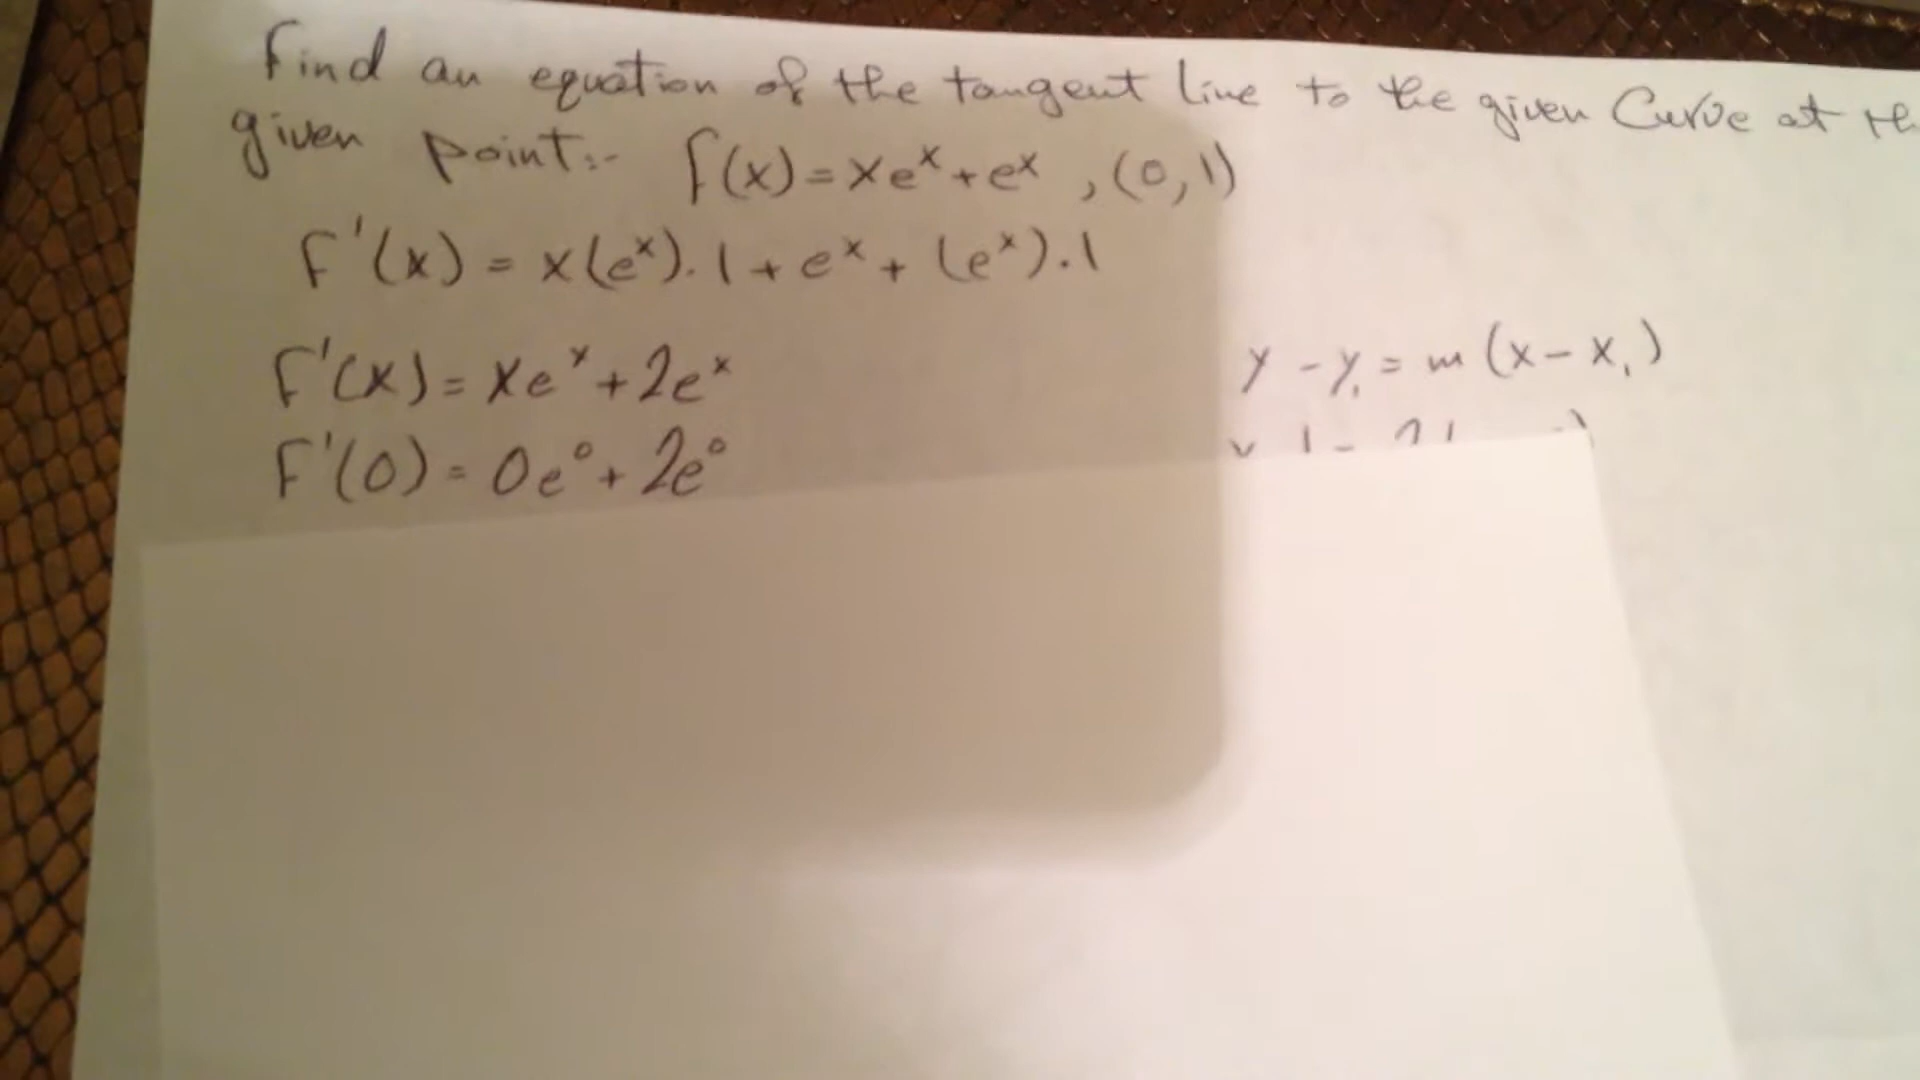 Find an equation of the tangent line to the given Curve at
given point:- f(x) = xe^x + e^x , (0, 1)
F'(x) = x(e^x). 1 + e^x + (e^x). 1
F'(x) = xe^x + 2e^x
F'(0) = 0e^0 + 2e^0
y - y₁ = m (x - x₁)